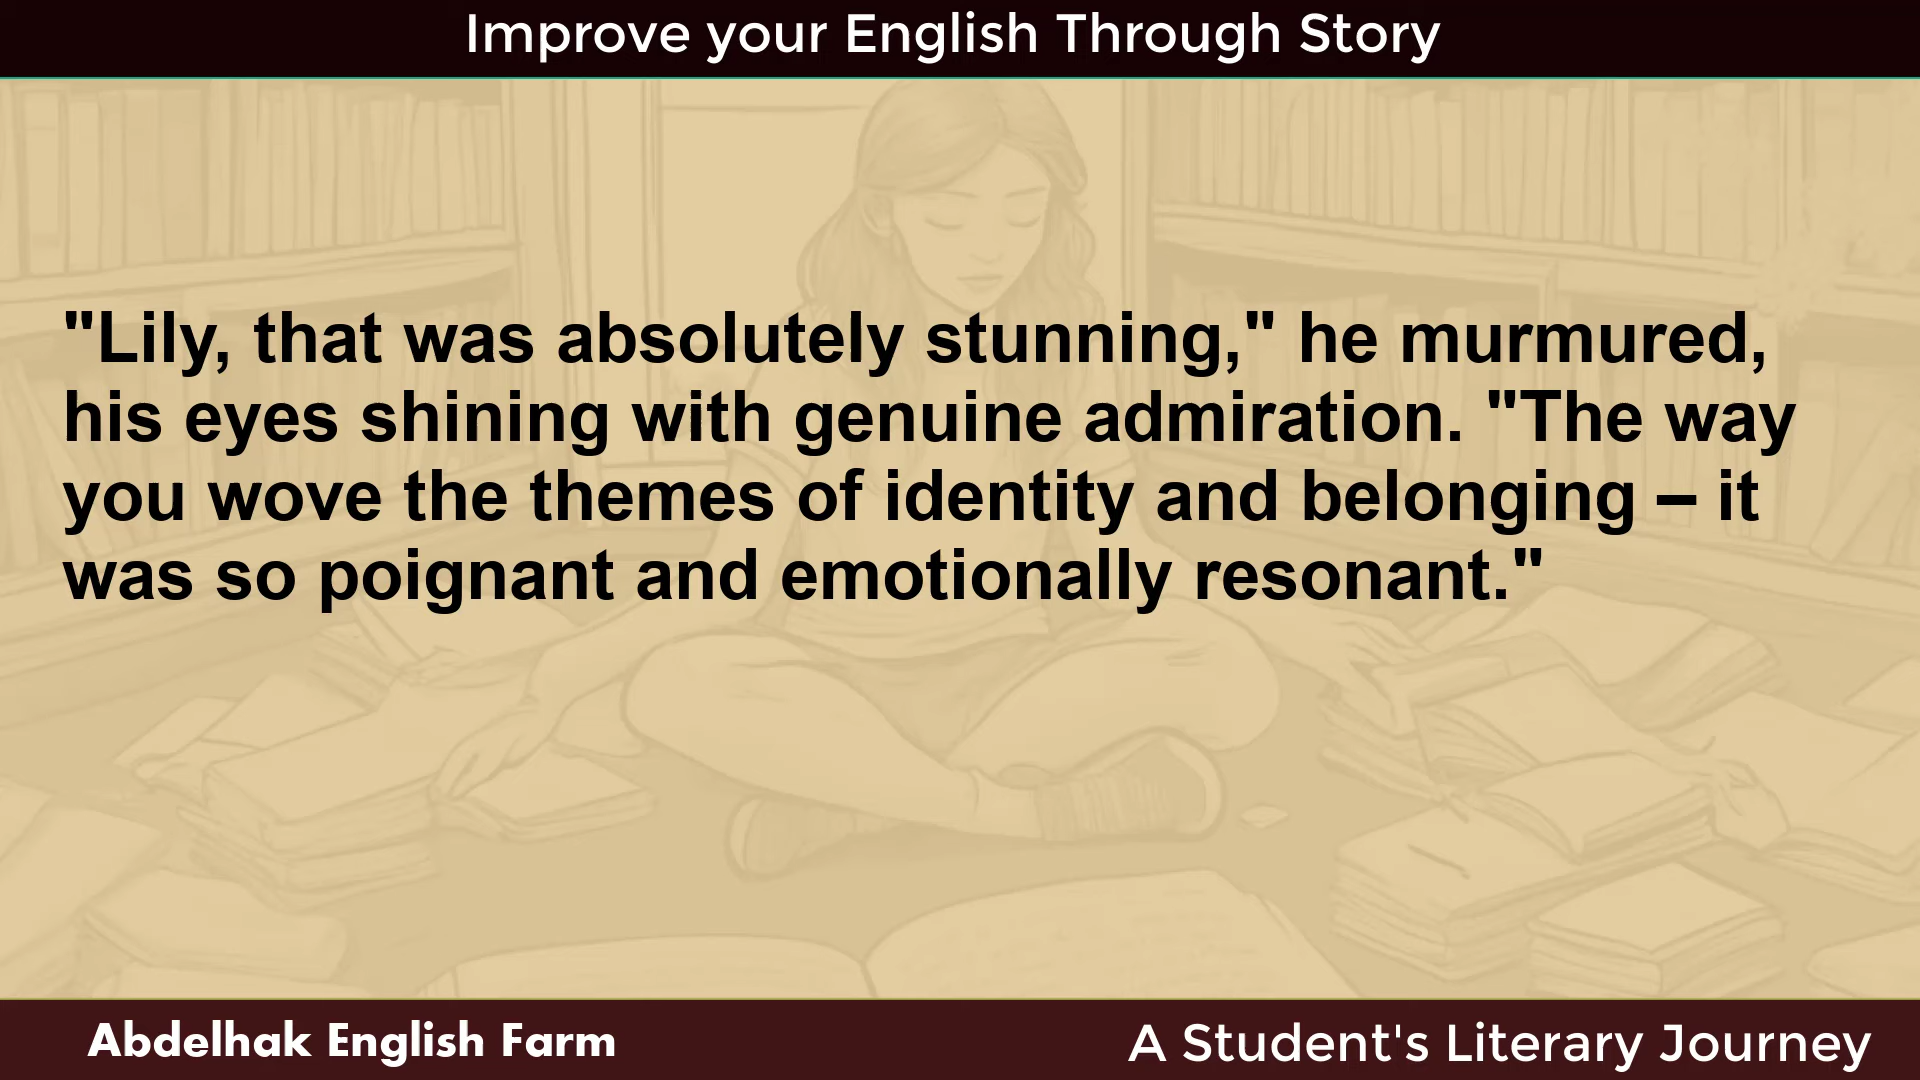 Improve your English Through Story
"Lily, that was absolutely stunning," he murmured,
his eyes shining with genuine admiration. "The way
you wove the themes of identity and belonging – it
was so poignant and emotionally resonant."
Abdelhak English Farm
A Student's Literary Journey